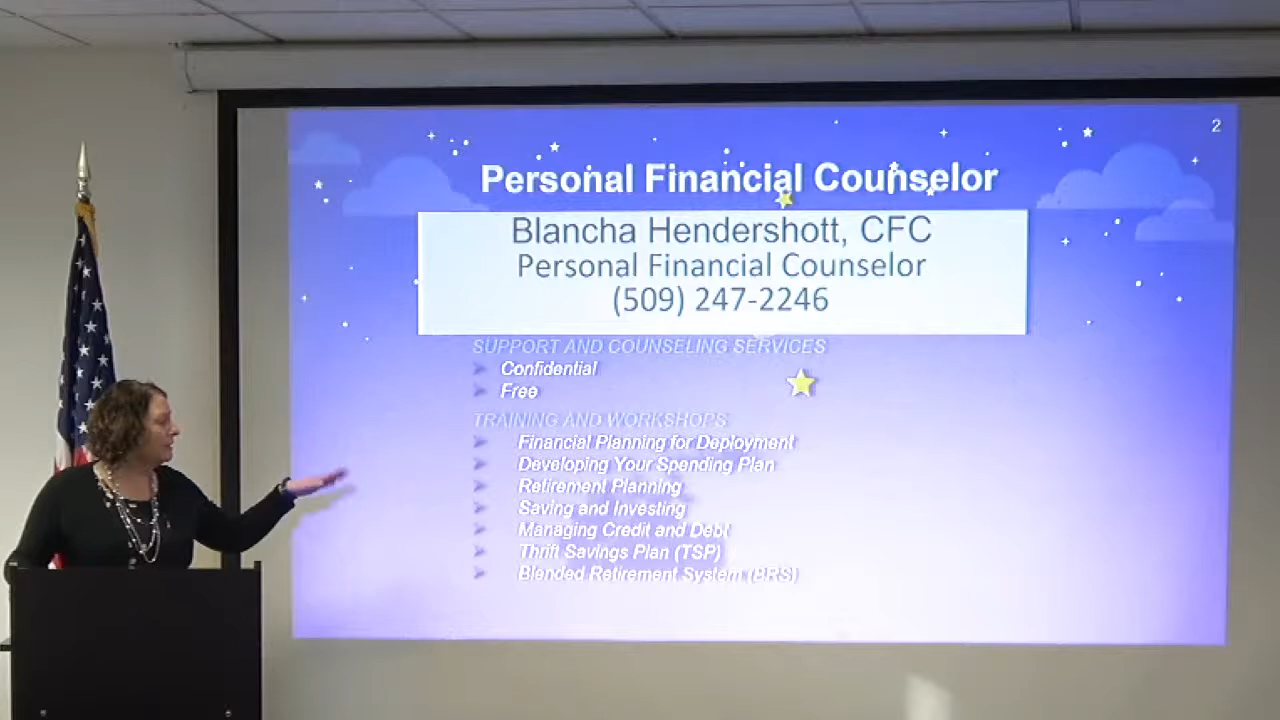 2
Personal Financial Counselor
Blancha Hendershott, CFC
Personal Financial Counselor
(509) 247-2246
SUPPORT AND COUNSELING SERVICES
➤ Confidential
➤ Free
TRAINING AND WORKSHOPS
➤ Financial Planning for Deployment
➤ Developing Your Spending Plan
➤ Retirement Planning
➤ Saving and Investing
➤ Managing Credit and Debt
➤ Thrift Savings Plan (TSP)
➤ Blended Retirement System (BRS)